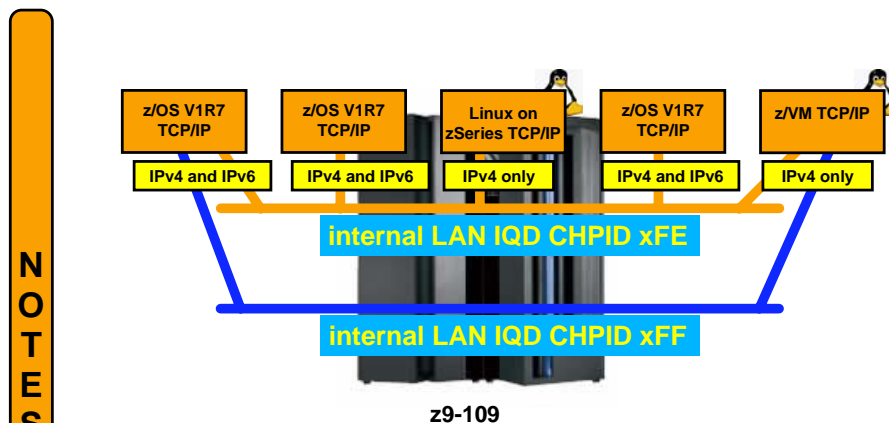 N
O
T
E
S
z/OS V1R7
TCP/IP
z/OS V1R7
TCP/IP
Linux on
zSeries TCP/IP
z/OS V1R7
TCP/IP
z/VM TCP/IP
IPv4 and IPv6
IPv4 and IPv6
IPv4 only
IPv4 and IPv6
IPv4 only
internal LAN IQD CHPID xFE
internal LAN IQD CHPID xFF
z9-109